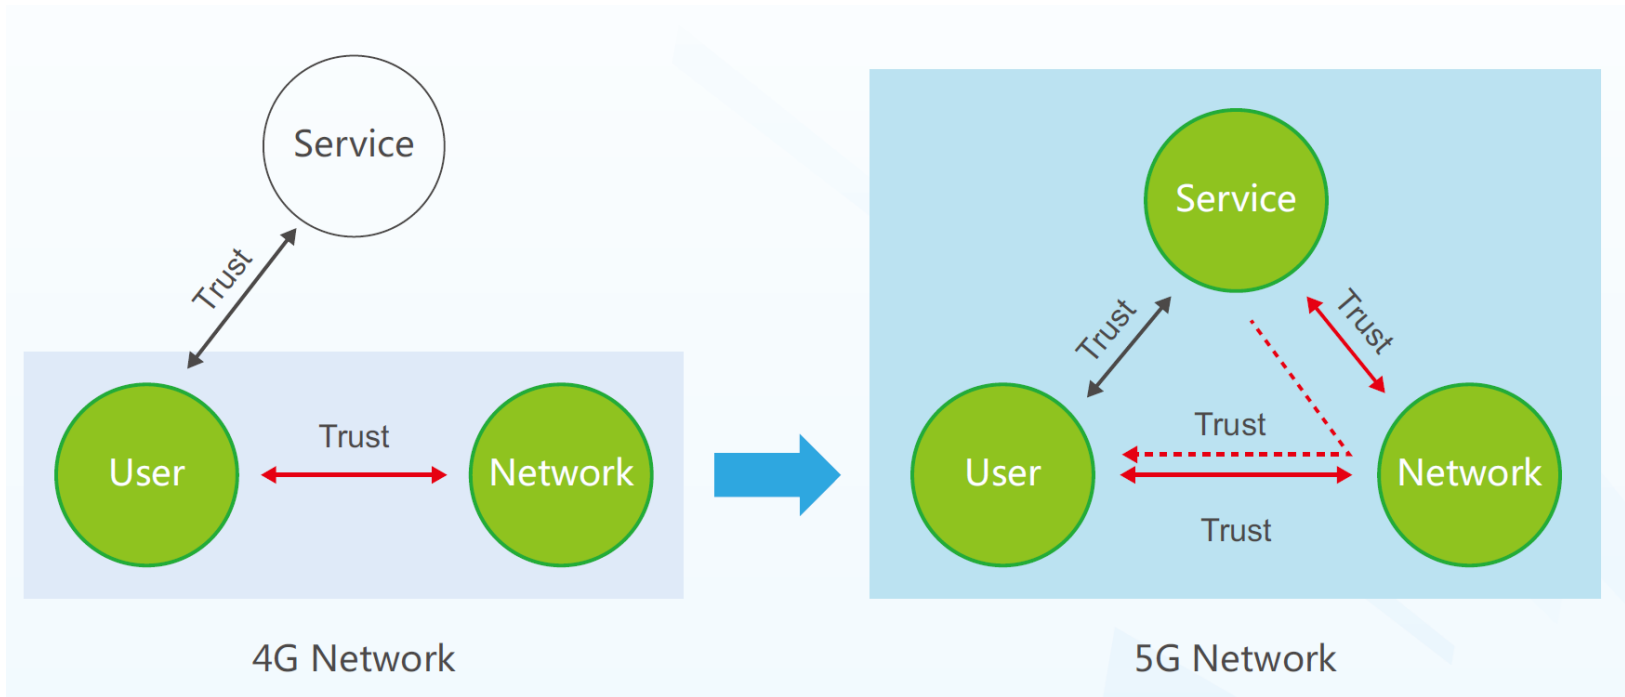 Service
Trust
User
Trust
Network
4G Network
Service
Trust
Trust
User
Trust
Trust
Network
5G Network